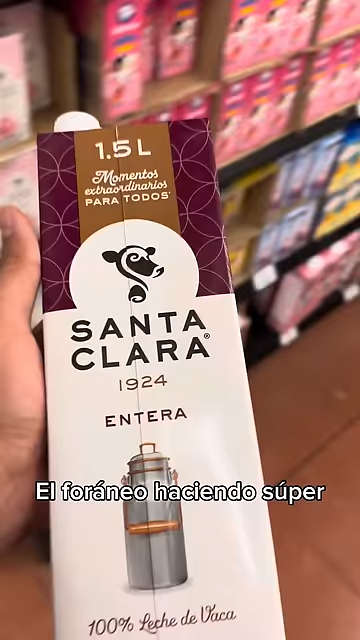 1.5 L
Momentos
extraordinarios
PARA TODOS
SANTA
CLARA®
1924
ENTERA
El foráneo haciendo súper
100% Leche de Vaca